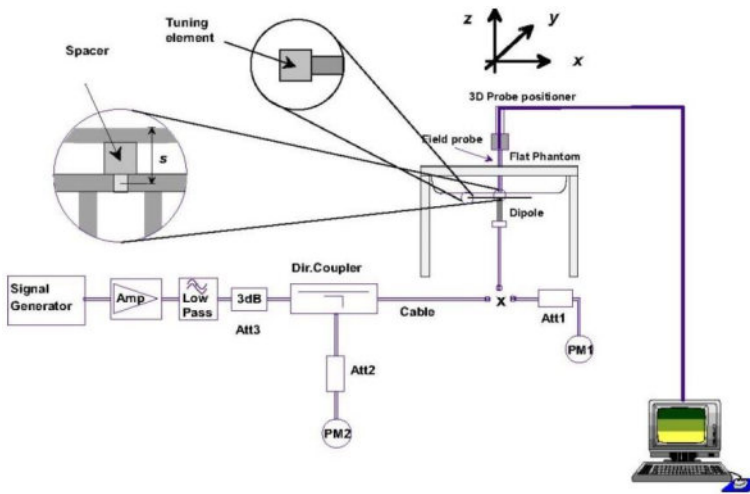 Tuning
element
Spacer
s
z
y
x
3D Probe positioner
Field probe
Flat Phantom
Dipole
Dir.Coupler
Signal
Generator
Amp
Low
Pass
3dB
Att3
Cable
x
Att1
PM1
Att2
PM2